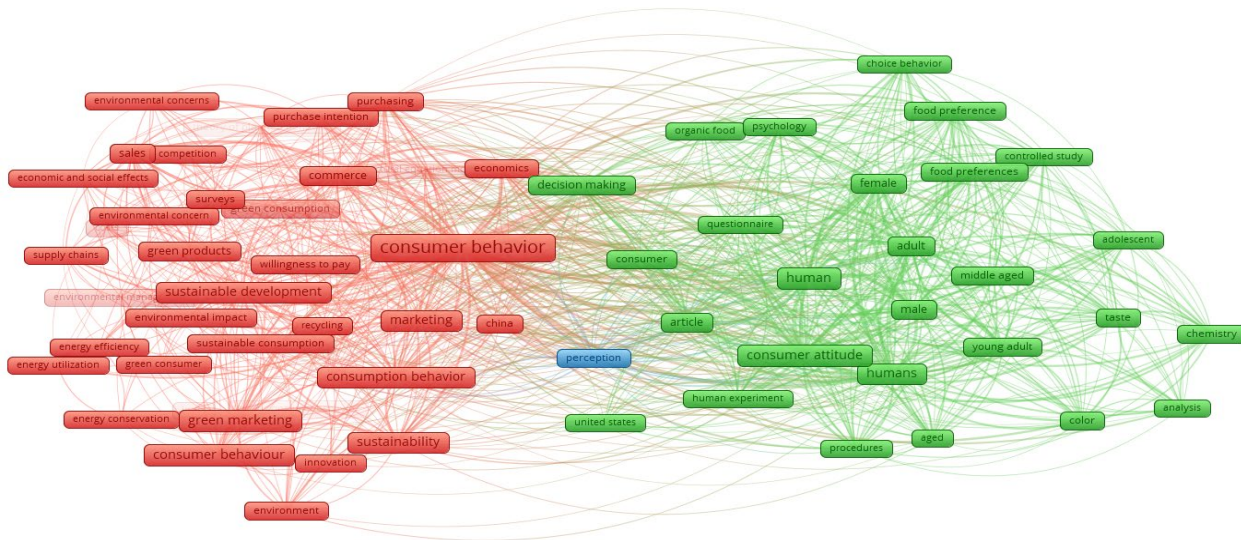 choice behavior
environmental concerns
purchasing
food preference
purchase intention
organic food
psychology
sales
competition
controlled study
commerce
economics
food preferences
economic and social effects
decision making
female
surveys
green consumption
environmental concern
questionnaire
consumer behavior
adult
adolescent
green products
supply chains
consumer
willingness to pay
human
middle aged
sustainable development
environmental mana
environmental impact
recycling
marketing
china
article
male
taste
chemistry
energy efficiency
sustainable consumption
young adult
perception
consumer attitude
energy utilization
green consumer
consumption behavior
humans
human experiment
analysis
energy conservation
green marketing
united states
color
sustainability
aged
procedures
consumer behaviour
innovation
environment